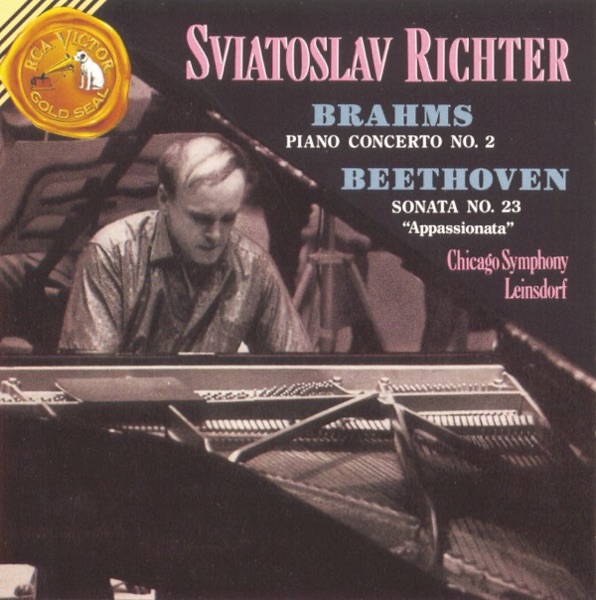 RCA VICTOR
GOLD SEAL
SVIATOSLAV RICHTER
BRAHMS
PIANO CONCERTO NO. 2
BEETHOVEN
SONATA NO. 23
“Appassionata”
Chicago Symphony
Leinsdorf